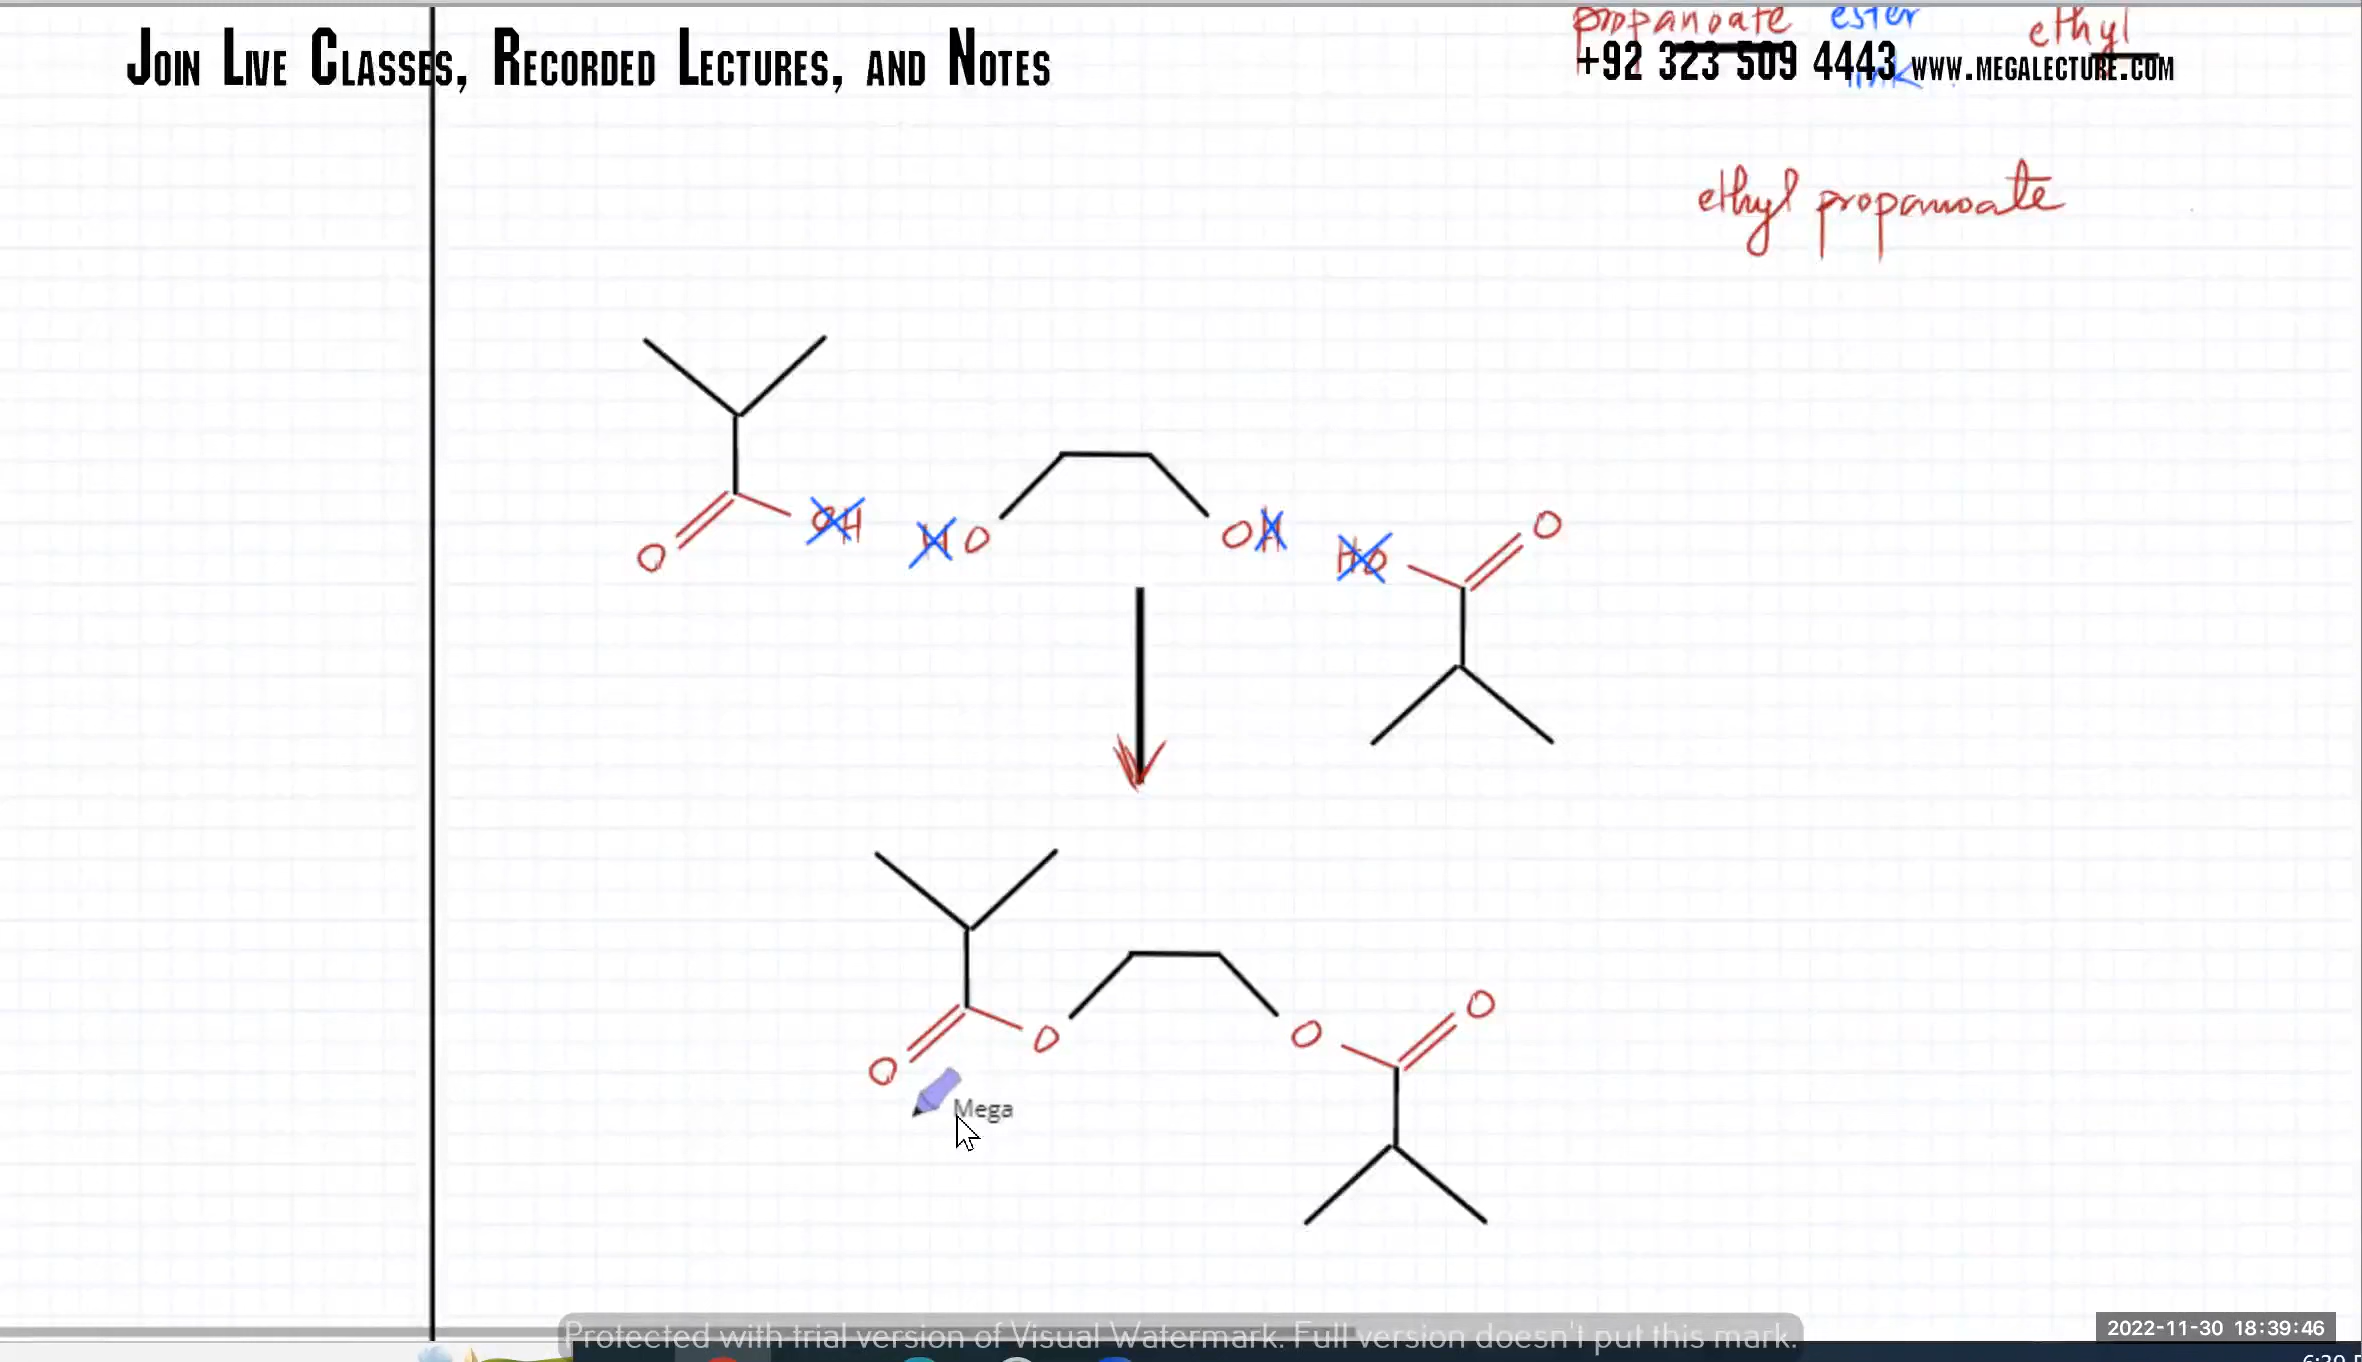 propanoate ester ethyl
JOIN LIVE CLASSES, RECORDED LECTURES, AND NOTES
+92 323 509 4443 WWW.MEGALECTURE.COM
link
ethyl propanoate
OH HO OH HO O
O
O O O
O
Mega
Protected with trial version of Visual Watermark. Full version doesn't put this mark.
2022-11-30 18:39:46